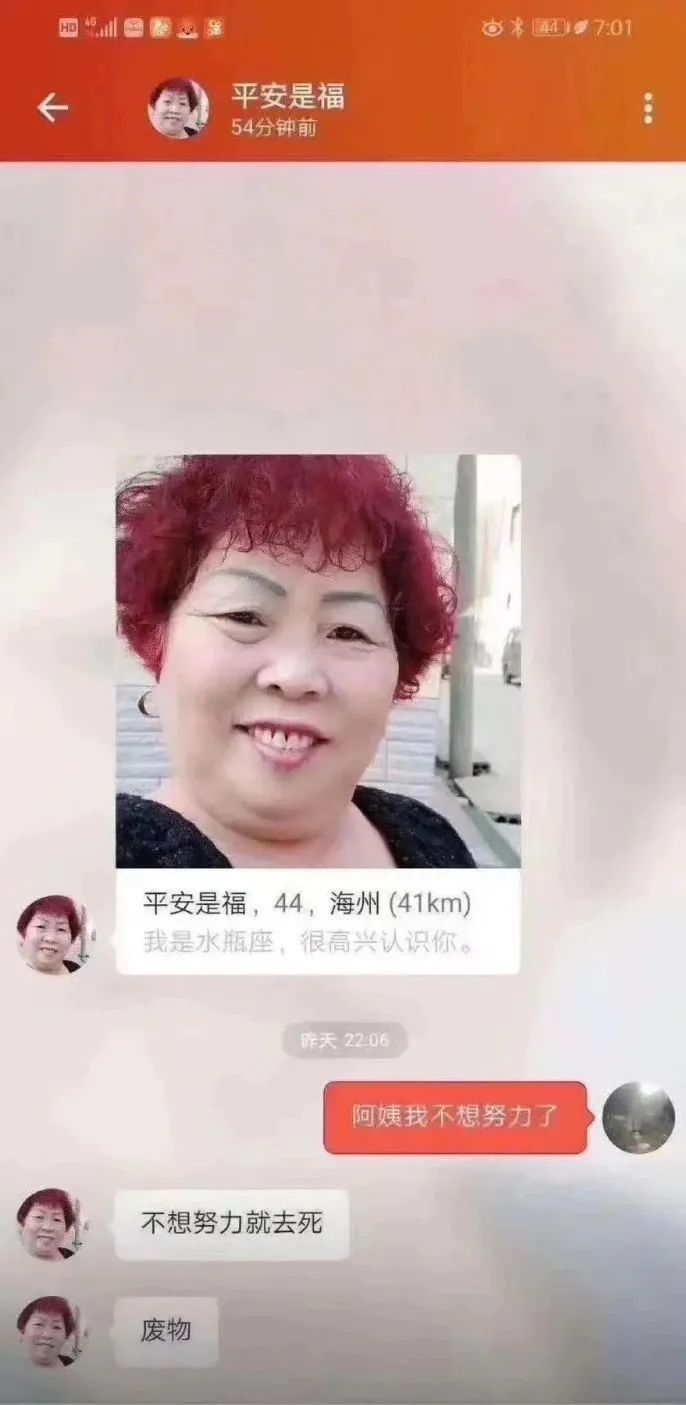 HD 4G 44 7:01
平安是福
54分钟前
平安是福，44，海州 (41km)
我是水瓶座，很高兴认识你。
昨天 22:06
阿姨我不想努力了
不想努力就去死
废物